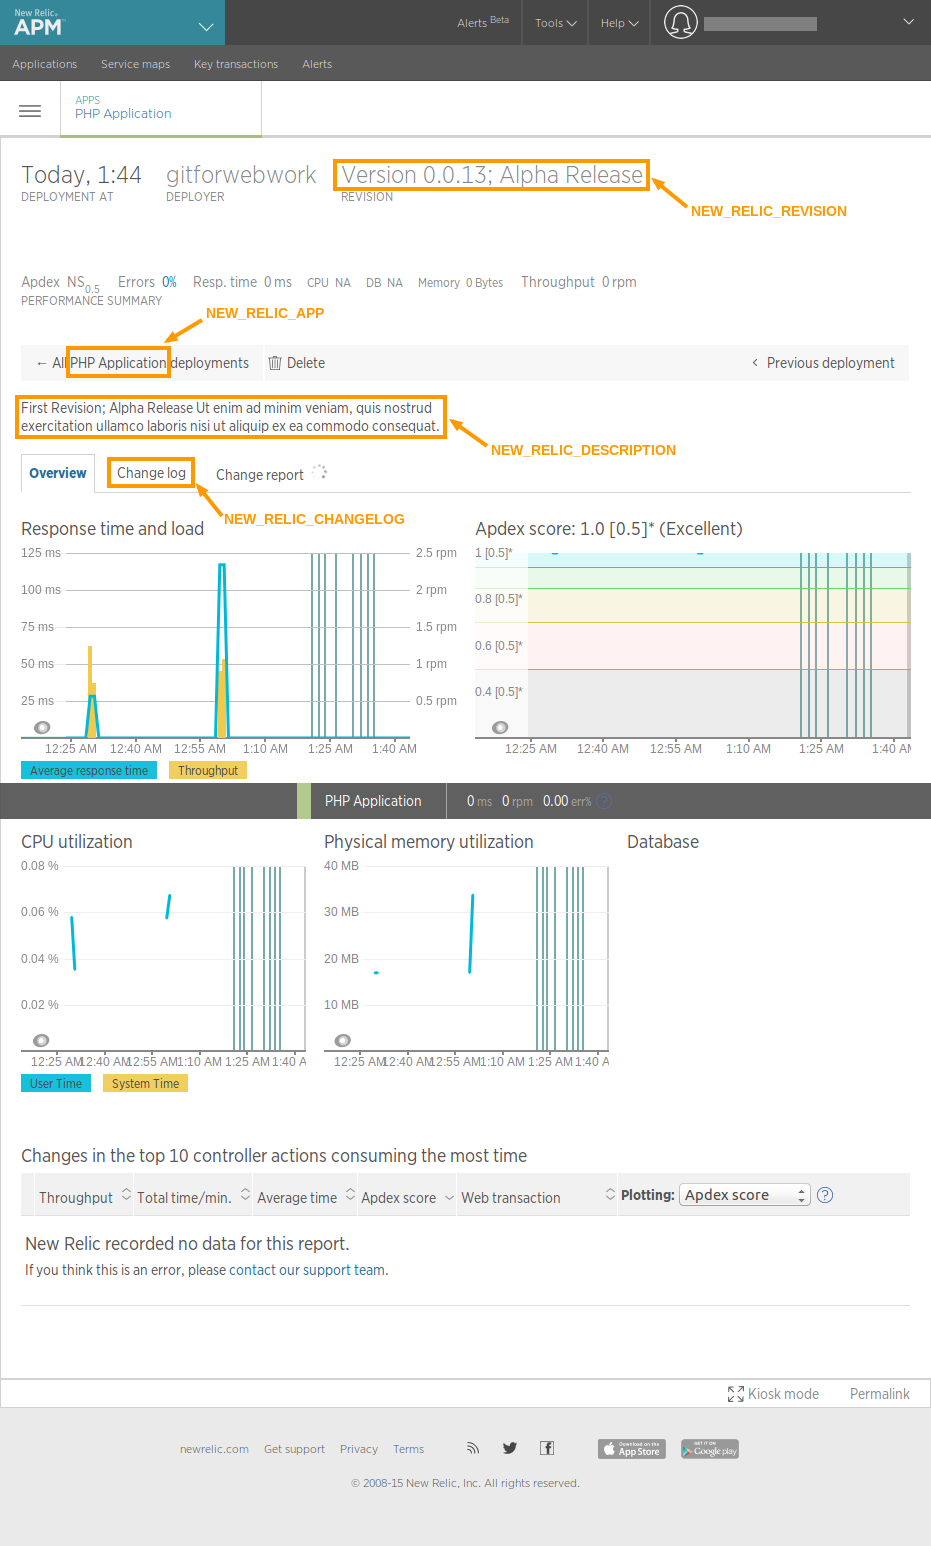 New Relic®
APM™
Alerts Beta
Tools
Help
Applications
Service maps
Key transactions
Alerts
APPS
PHP Application
Today, 1:44
DEPLOYMENT AT
gitforwebwork
DEPLOYER
Version 0.0.13; Alpha Release
REVISION
NEW_RELIC_REVISION
Apdex NS0.5 Errors 0% Resp. time 0 ms CPU NA DB NA Memory 0 Bytes Throughput 0 rpm
PERFORMANCE SUMMARY
NEW_RELIC_APP
← All PHP Application deployments
Delete
‹ Previous deployment
First Revision; Alpha Release Ut enim ad minim veniam, quis nostrud
exercitation ullamco laboris nisi ut aliquip ex ea commodo consequat.
NEW_RELIC_DESCRIPTION
Overview
Change log
Change report
NEW_RELIC_CHANGELOG
Response time and load
125 ms
100 ms
75 ms
50 ms
25 ms
2.5 rpm
2 rpm
1.5 rpm
1 rpm
0.5 rpm
12:25 AM 12:40 AM 12:55 AM 1:10 AM 1:25 AM 1:40 AM
Average response time
Throughput
Apdex score: 1.0 [0.5]* (Excellent)
1 [0.5]*
0.8 [0.5]*
0.6 [0.5]*
0.4 [0.5]*
12:25 AM 12:40 AM 12:55 AM 1:10 AM 1:25 AM 1:40 AM
PHP Application
0 ms 0 rpm 0.00 err% ?
CPU utilization
0.08 %
0.06 %
0.04 %
0.02 %
12:25 AM 12:40 AM 12:55 AM 1:10 AM 1:25 AM 1:40 A
User Time
System Time
Physical memory utilization
40 MB
30 MB
20 MB
10 MB
12:25 AM 12:40 AM 12:55 AM 1:10 AM 1:25 AM 1:40 A
Database
Changes in the top 10 controller actions consuming the most time
Throughput
Total time/min.
Average time
Apdex score
Web transaction
Plotting: Apdex score ?
New Relic recorded no data for this report.
If you think this is an error, please contact our support team.
Kiosk mode
Permalink
newrelic.com Get support Privacy Terms
Download on the
App Store
GET IT ON
Google play
© 2008-15 New Relic, Inc. All rights reserved.